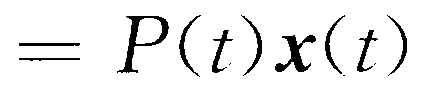 = P(t)x(t)